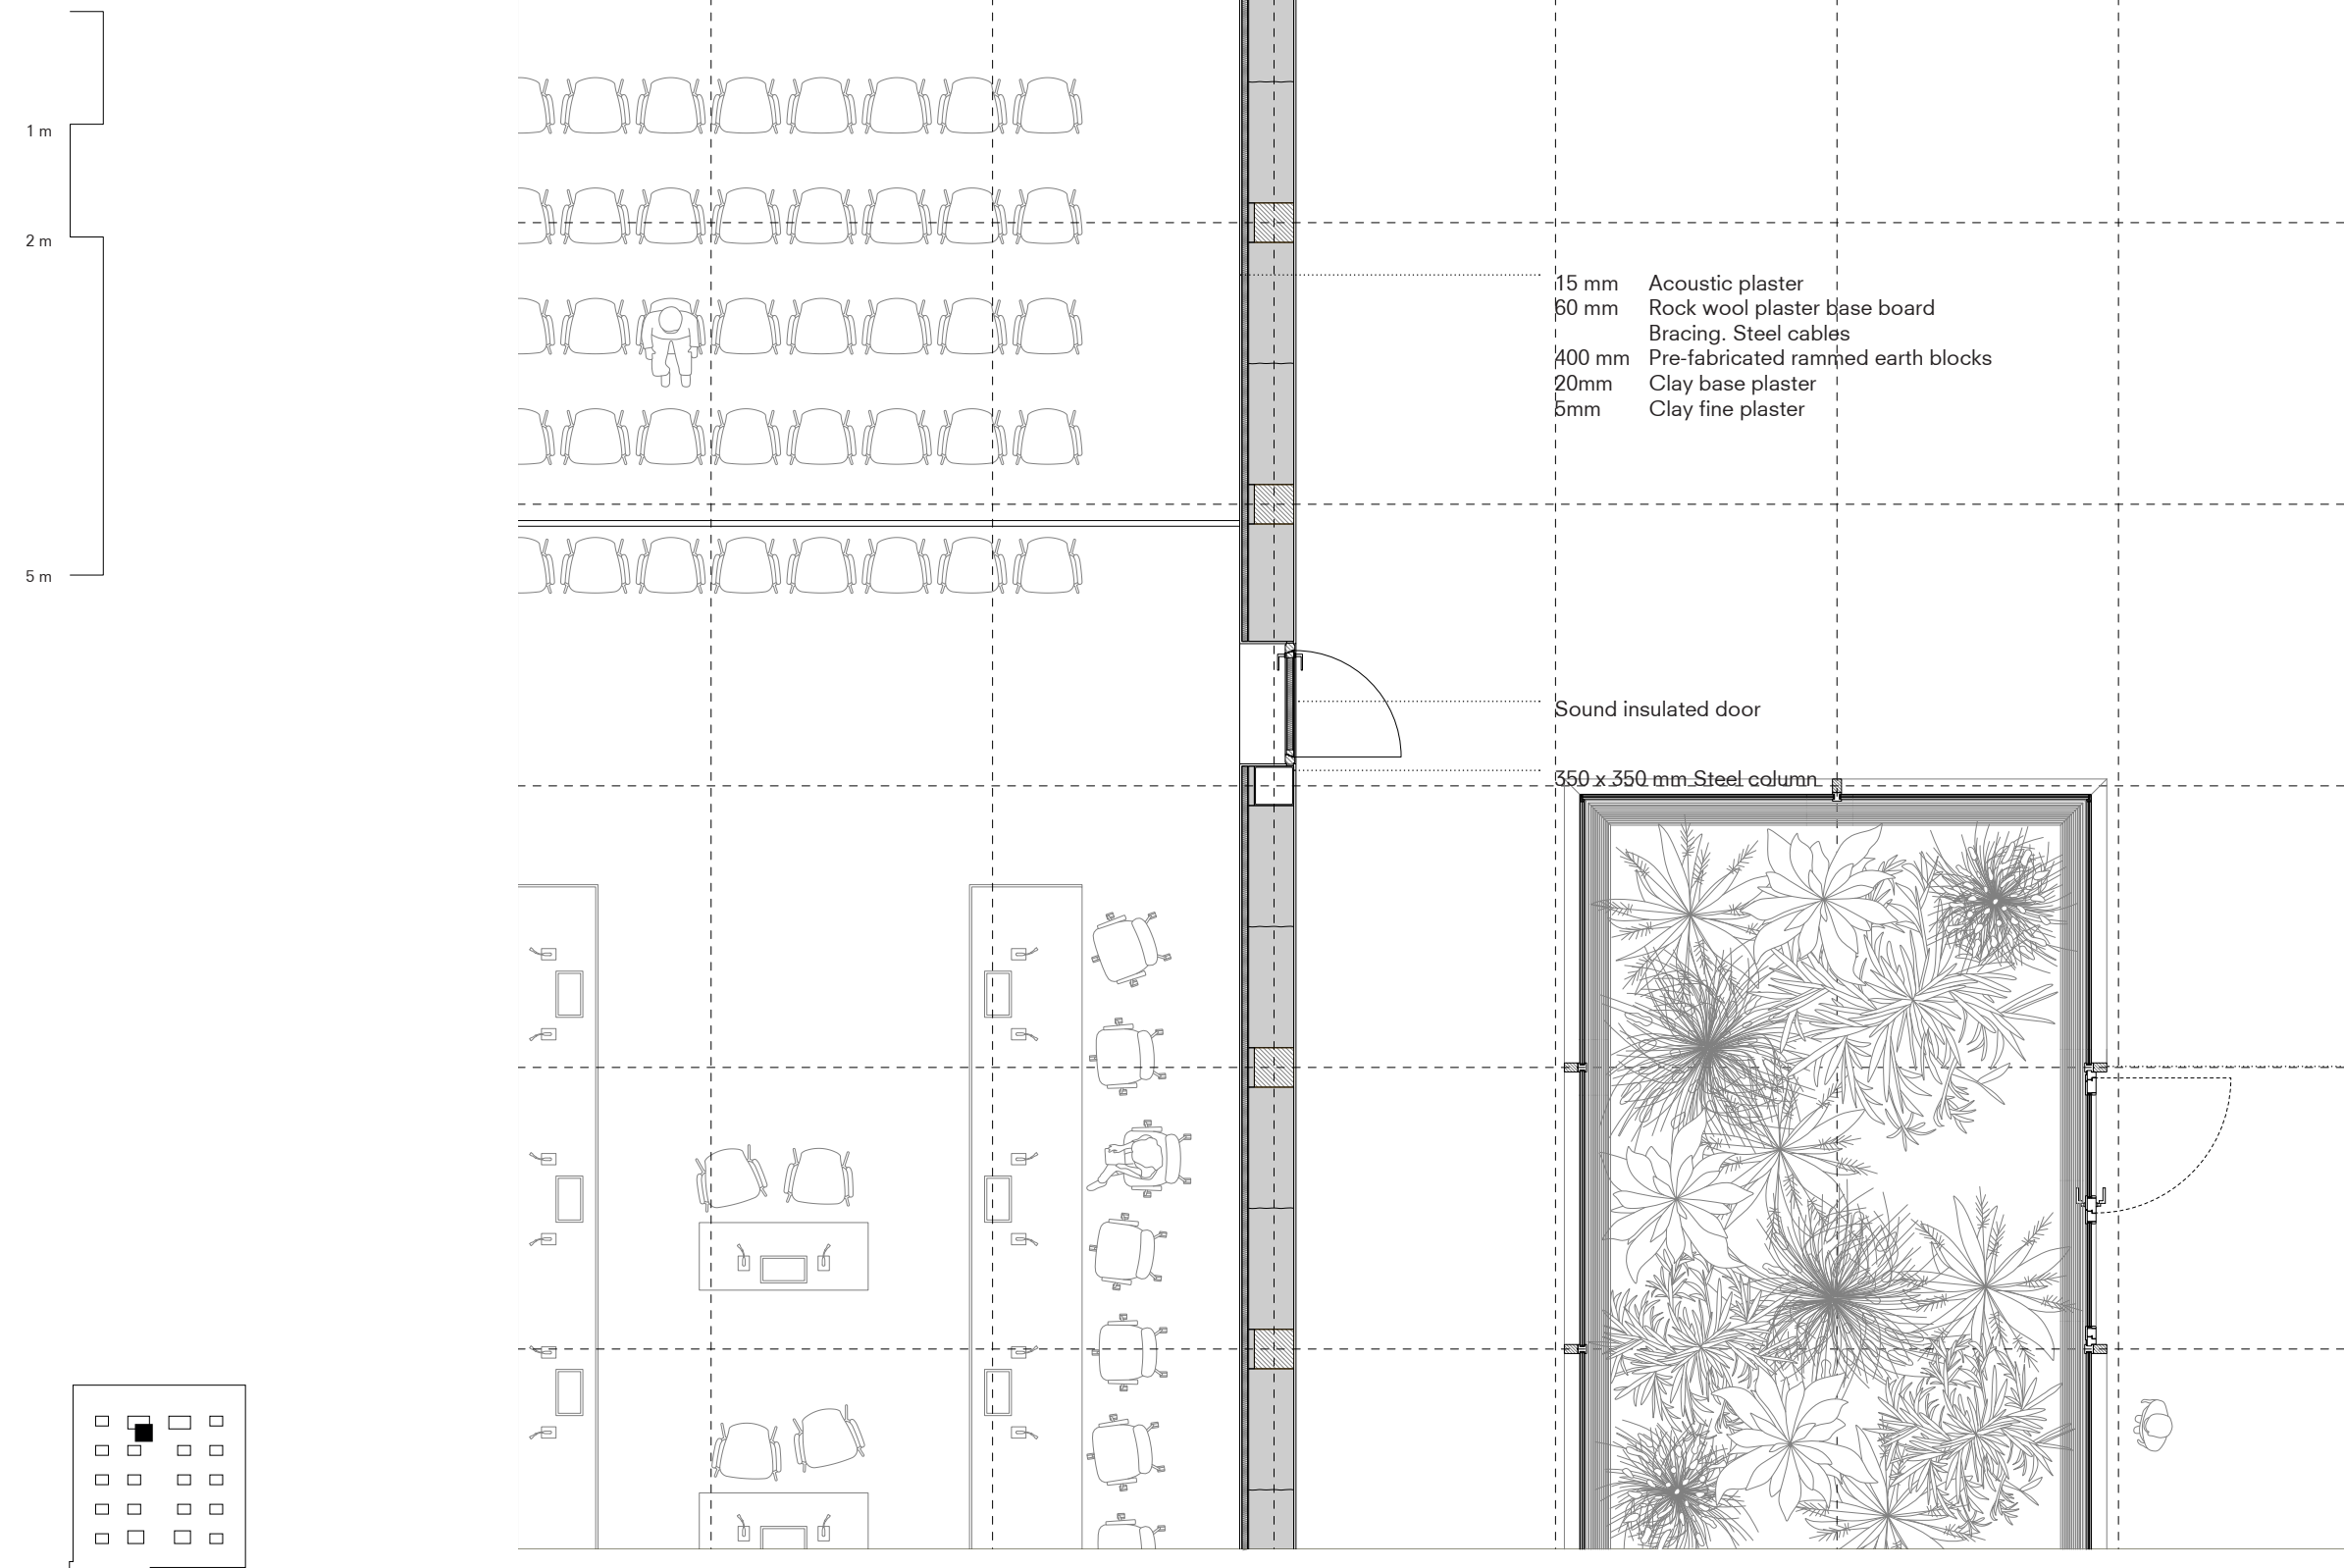 1 m
2 m
5 m
15 mm Acoustic plaster
60 mm Rock wool plaster base board
Bracing. Steel cables
400 mm Pre-fabricated rammed earth blocks
20mm Clay base plaster
5mm Clay fine plaster
Sound insulated door
350 x 350 mm Steel column